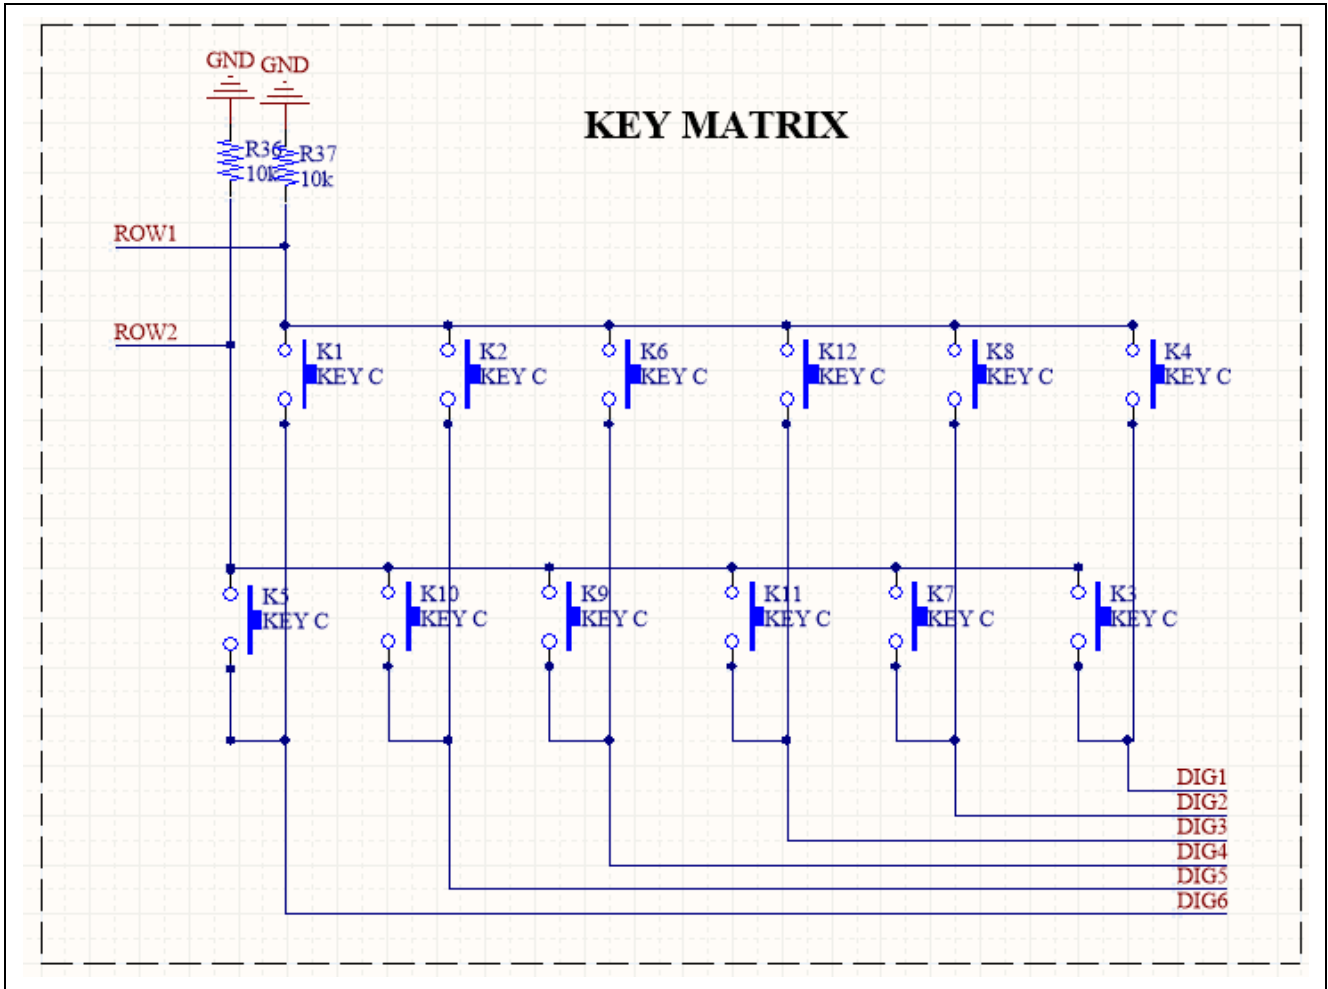 GND GND
KEY MATRIX
R36 R37
10k 10k
ROW1
ROW2
K1 K2 K6 K12 K8 K4
KEY C KEY C KEY C KEY C KEY C KEY C
K5 K10 K9 K11 K7 K3
KEY C KEY C KEY C KEY C KEY C KEY C
DIG1
DIG2
DIG3
DIG4
DIG5
DIG6